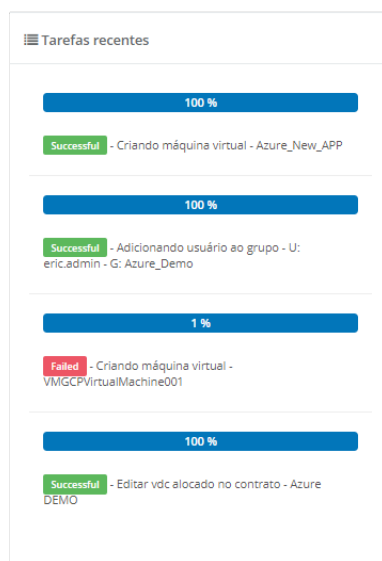 Tarefas recentes
100 %
Successful - Criando máquina virtual - Azure_New_APP
100 %
Successful - Adicionando usuário ao grupo - U:
eric.admin - G: Azure_Demo
1 %
Failed - Criando máquina virtual -
VMGCPVirtualMachine001
100 %
Successful - Editar vdc alocado no contrato - Azure
DEMO